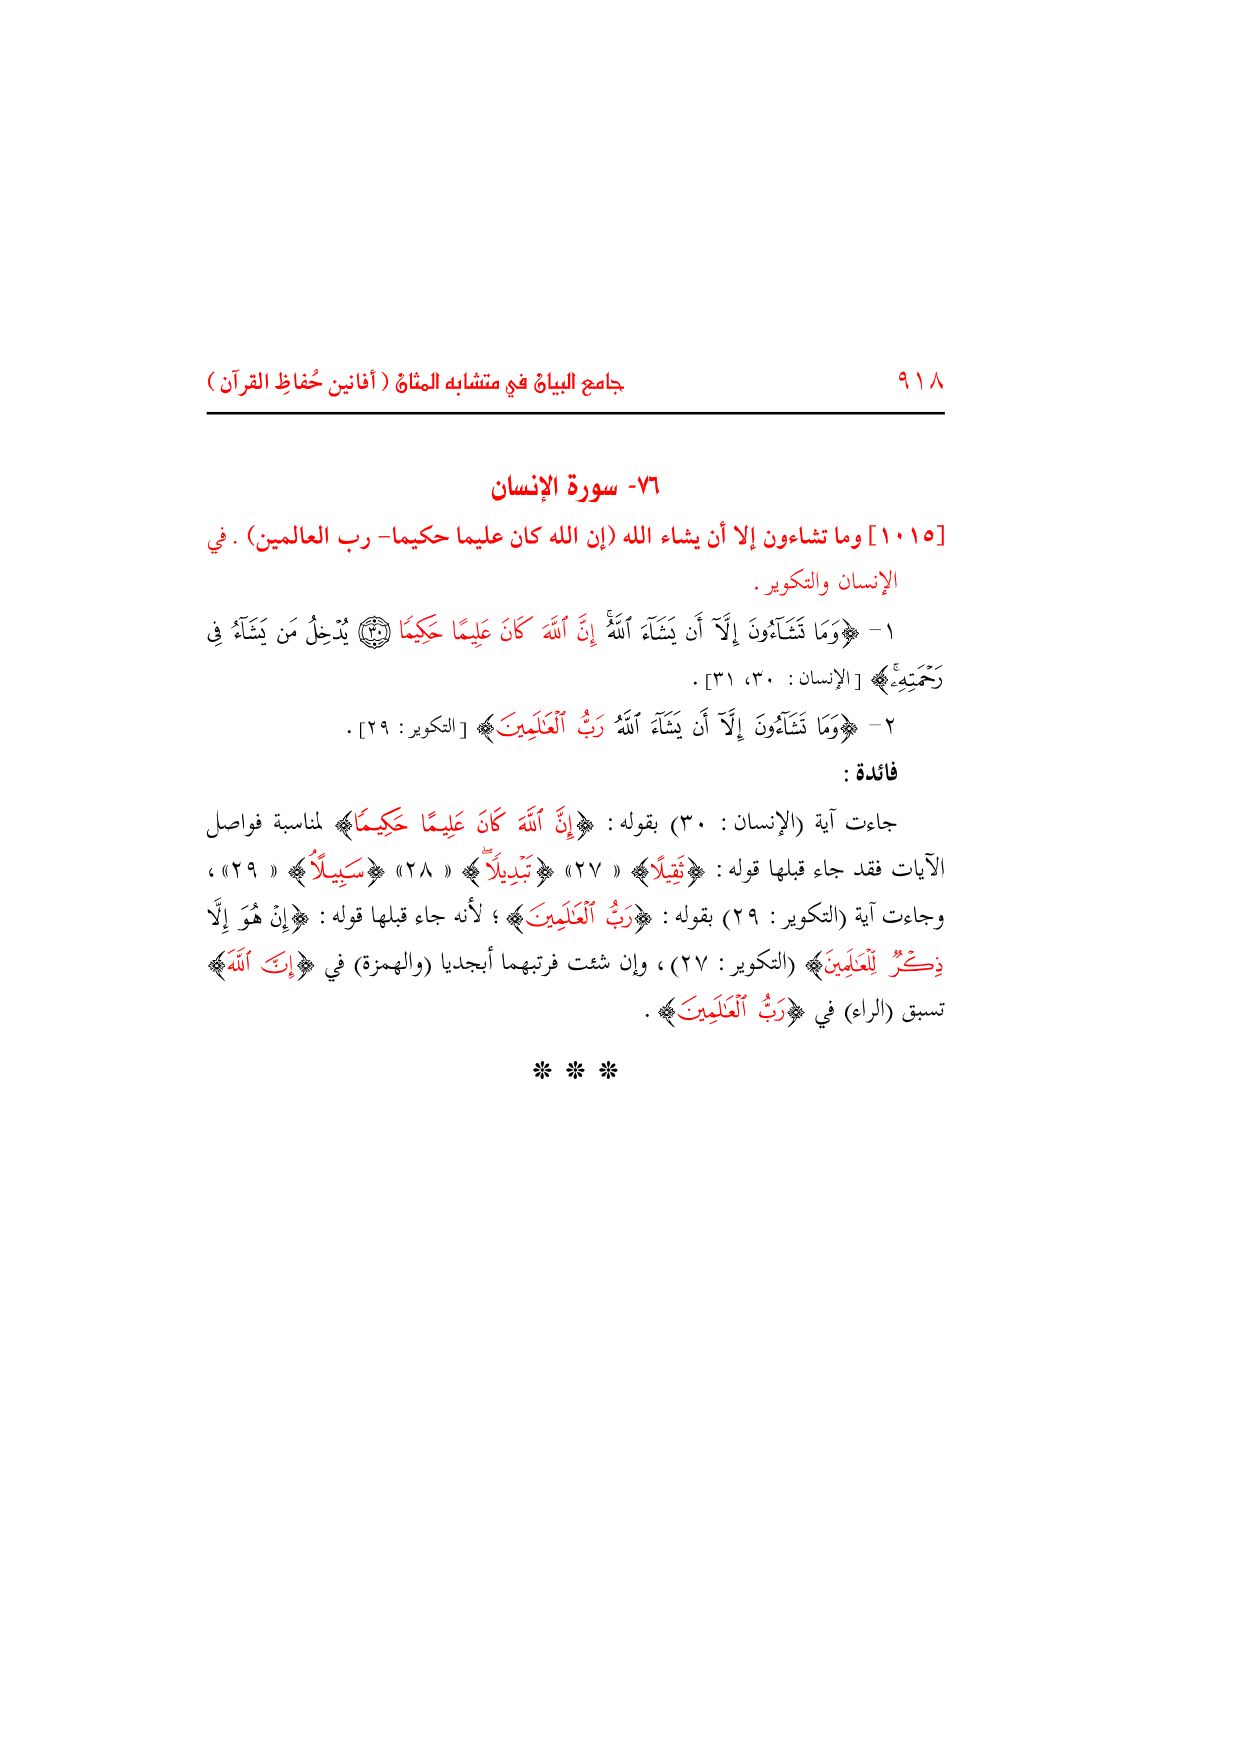 ٩١٨ جامع البيان في متشابه المثان ( أفانين حُفاظِ القرآن )
٧٦- سورة الإنسان
[١٠١٥] وما تشاءون إلا أن يشاء الله (إن الله كان عليما حكيما- رب العالمين) . في
الإنسان والتكوير .
١- ﴿وَمَا تَشَآءُونَ إِلَّآ أَن يَشَآءَ ٱللَّهُۚ إِنَّ ٱللَّهَ كَانَ عَلِيمًا حَكِيمٗا ٣٠ يُدۡخِلُ مَن يَشَآءُ فِي
رَحۡمَتِهِۦۚ﴾ [الإنسان : ٣٠، ٣١] .
٢- ﴿وَمَا تَشَآءُونَ إِلَّآ أَن يَشَآءَ ٱللَّهُ رَبُّ ٱلۡعَٰلَمِينَ﴾ [التكوير : ٢٩] .
فائدة :
جاءت آية (الإنسان : ٣٠) بقوله : ﴿إِنَّ ٱللَّهَ كَانَ عَلِيمًا حَكِيمٗا﴾ لمناسبة فواصل
الآيات فقد جاء قبلها قوله : ﴿ثَقِيلًا﴾ « ٢٧» ﴿تَبۡدِيلًاۖ﴾ « ٢٨» ﴿سَبِيلٗا﴾ « ٢٩» ،
وجاءت آية (التكوير : ٢٩) بقوله : ﴿رَبُّ ٱلۡعَٰلَمِينَ﴾ ؛ لأنه جاء قبلها قوله : ﴿إِنۡ هُوَ إِلَّا
ذِكۡرٞ لِّلۡعَٰلَمِينَ﴾ (التكوير : ٢٧) ، وإن شئت فرتبهما أبجديا (والهمزة) في ﴿إِنَّ ٱللَّهَ﴾
تسبق (الراء) في ﴿رَبُّ ٱلۡعَٰلَمِينَ﴾ .